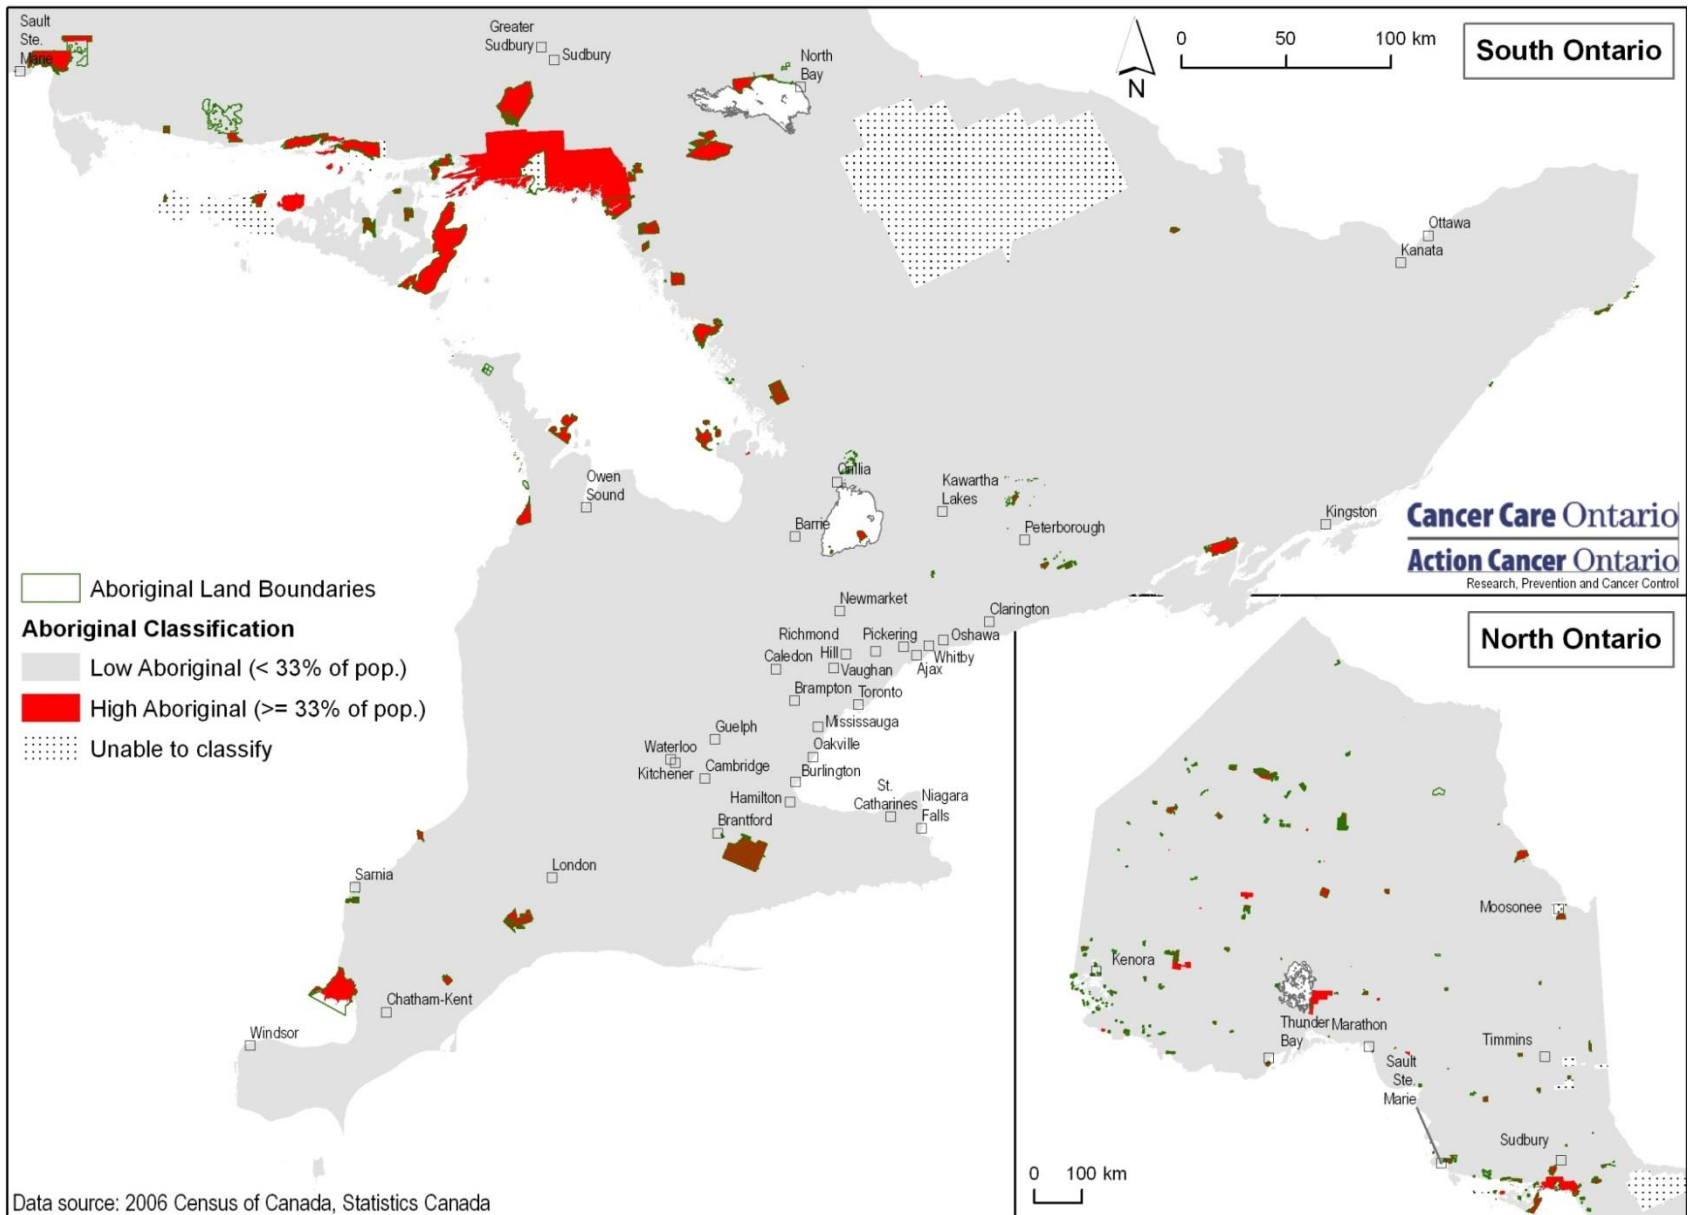 Sault
Ste.
Marie
Greater
Sudbury
Sudbury
North
Bay
N
0 50 100 km
South Ontario
Ottawa
Kanata
Owen
Sound
Orillia
Barrie
Kawartha
Lakes
Peterborough
Kingston
Cancer Care Ontario
Action Cancer Ontario
Research, Prevention and Cancer Control
Aboriginal Land Boundaries
Aboriginal Classification
Low Aboriginal (< 33% of pop.)
High Aboriginal (>= 33% of pop.)
Unable to classify
Newmarket
Clarington
Richmond
Hill
Pickering
Oshawa
Whitby
Ajax
Caledon
Vaughan
Brampton
Toronto
Mississauga
Guelph
Oakville
Waterloo
Kitchener
Cambridge
Burlington
Hamilton
St.
Catharines
Niagara
Falls
Brantford
London
Sarnia
Chatham-Kent
Windsor
Data source: 2006 Census of Canada, Statistics Canada
North Ontario
Moosonee
Kenora
Thunder
Bay
Marathon
Timmins
Sault
Ste.
Marie
Sudbury
0 100 km